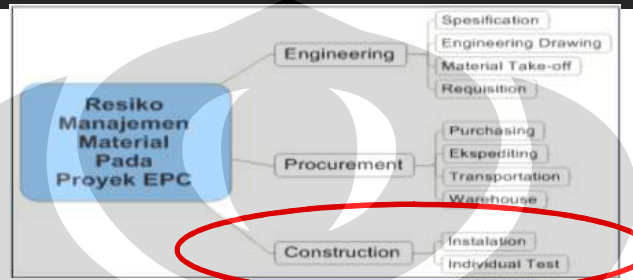 Resiko
Manajemen
Material
Pada
Proyek EPC
Engineering
Spesification
Engineering Drawing
Material Take-off
Requisition
Procurement
Purchasing
Ekspediting
Transportation
Warehouse
Construction
Instalation
Individual Test